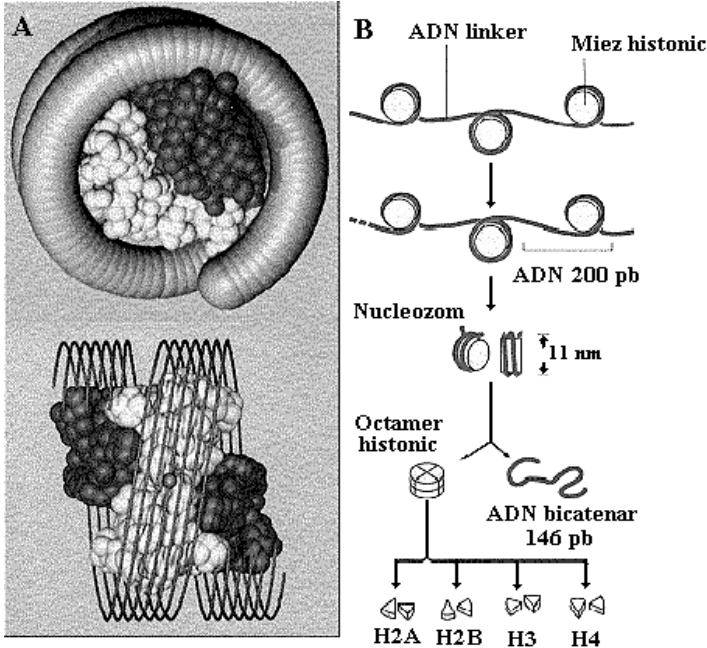 A
B
ADN linker
Miez histonic
ADN 200 pb
Nucleozom
11 nm
Octamer
histonic
ADN bicatenar
146 pb
H2A H2B H3 H4